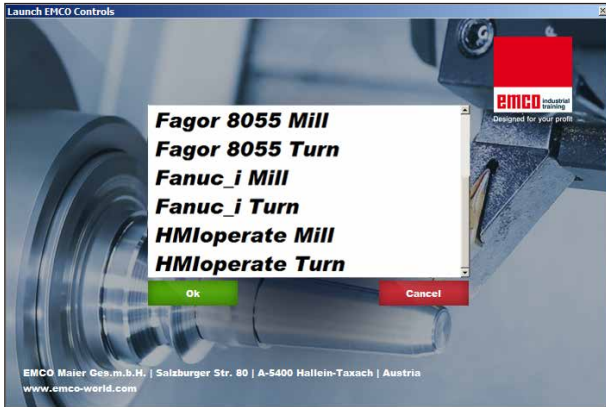 Launch EMCO Controls
emco industrial
training
Designed for your profit
Fagor 8055 Mill
Fagor 8055 Turn
Fanuc_i Mill
Fanuc_i Turn
HMIoperate Mill
HMIoperate Turn
Ok Cancel
EMCO Maier Ges.m.b.H. | Salzburger Str. 80 | A-5400 Hallein-Taxach | Austria
www.emco-world.com